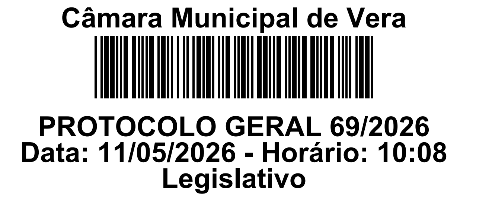 Câmara Municipal de Vera
PROTOCOLO GERAL 69/2026
Data: 11/05/2026 - Horário: 10:08
Legislativo